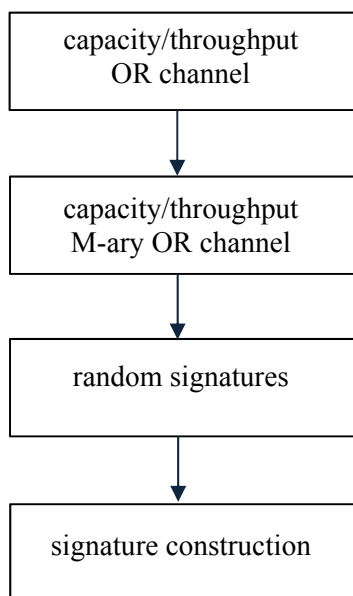 capacity/throughput
OR channel
capacity/throughput
M-ary OR channel
random signatures
signature construction